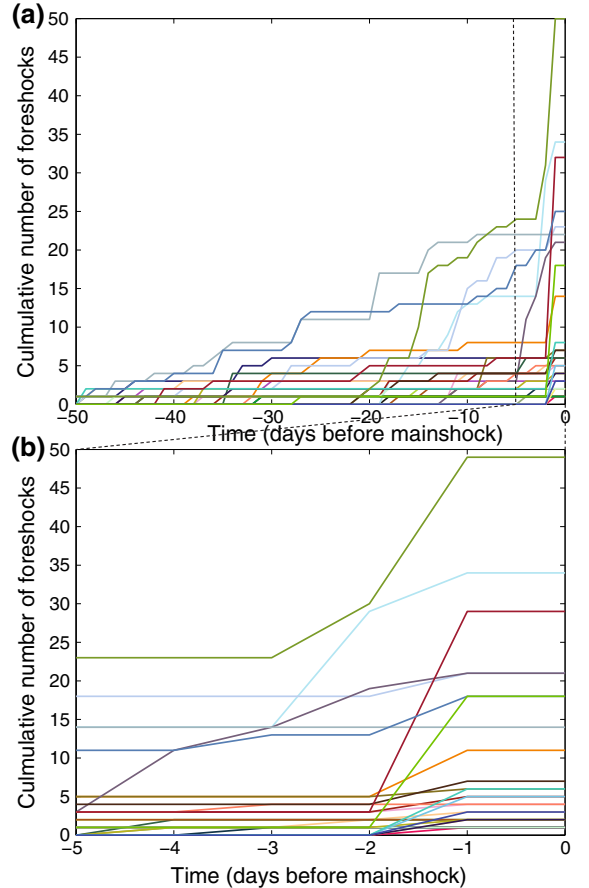 (a)
50
45
40
35
30
25
20
15
10
5
0
Culmulative number of foreshocks
−50 −40 −30 −20 −10 0
Time (days before mainshock)
(b)
50
45
40
35
30
25
20
15
10
5
0
Culmulative number of foreshocks
−5 −4 −3 −2 −1 0
Time (days before mainshock)